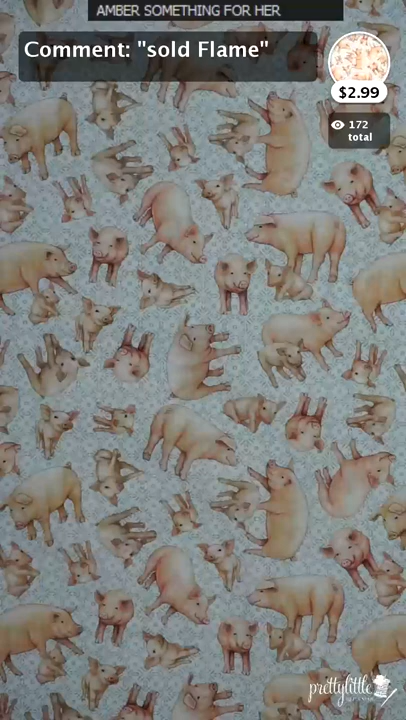 AMBER SOMETHING FOR HER
Comment: "sold Flame"
$2.99
172
total
prettylittle